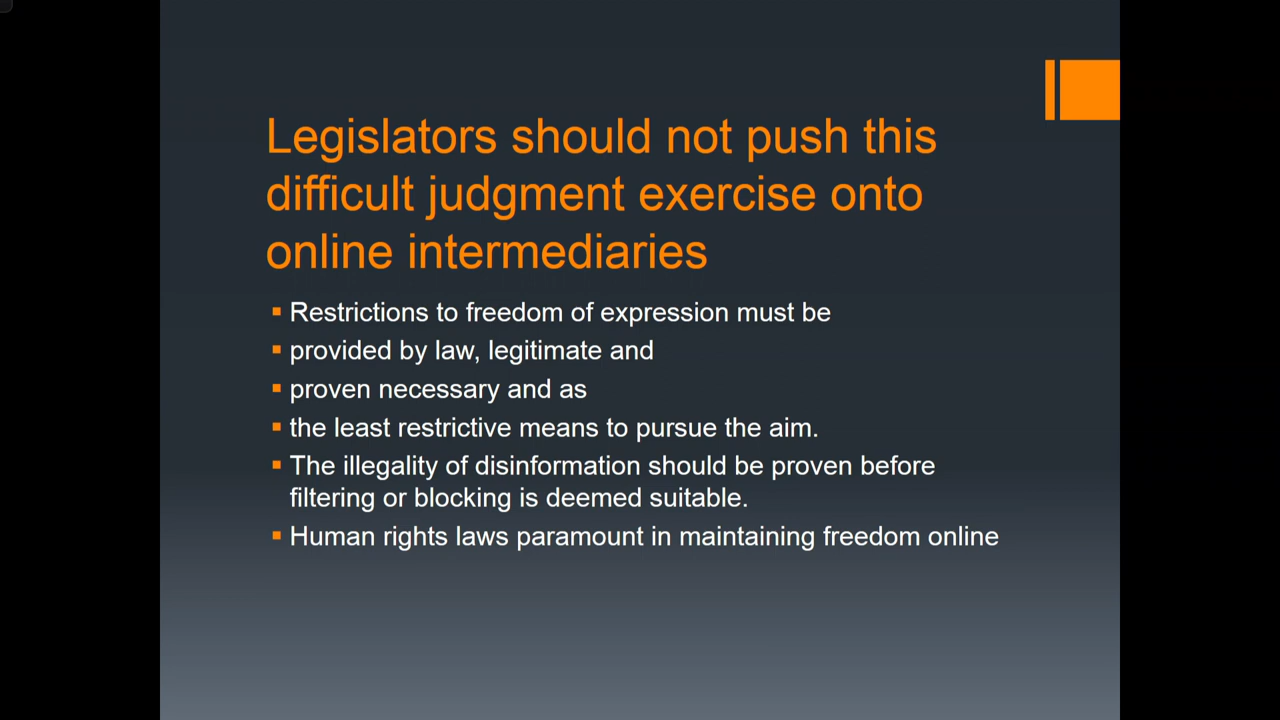 Legislators should not push this
difficult judgment exercise onto
online intermediaries
Restrictions to freedom of expression must be
provided by law, legitimate and
proven necessary and as
the least restrictive means to pursue the aim.
The illegality of disinformation should be proven before
filtering or blocking is deemed suitable.
Human rights laws paramount in maintaining freedom online